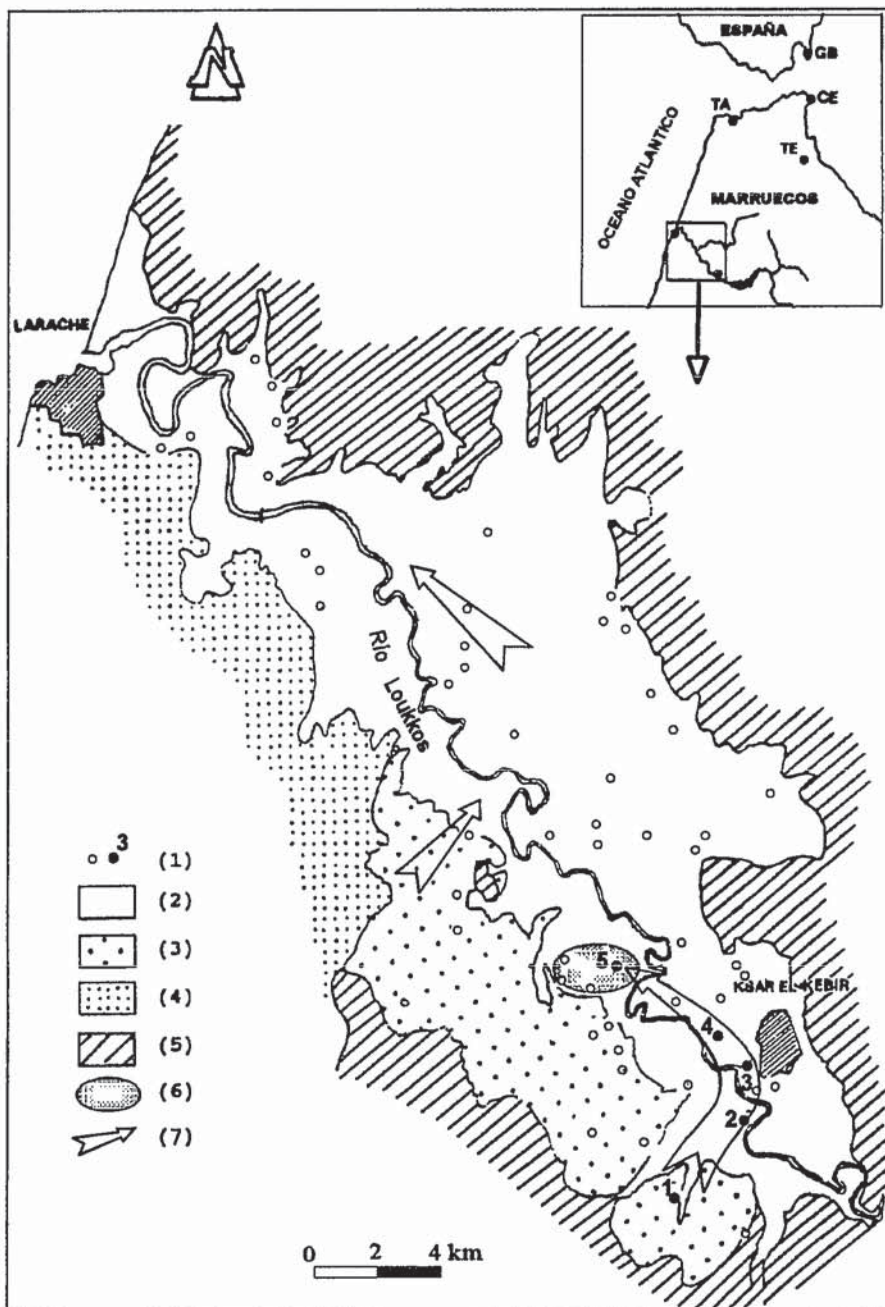 ESPAÑA
GB
CE
TA
TE
OCEANO ATLANTICO
MARRUECOS
N
LARACHE
Río Loukkos
3
(1)
(2)
(3)
(4)
(5)
(6)
(7)
5
KSAR EL-KEBIR
4
3
2
1
0 2 4 km